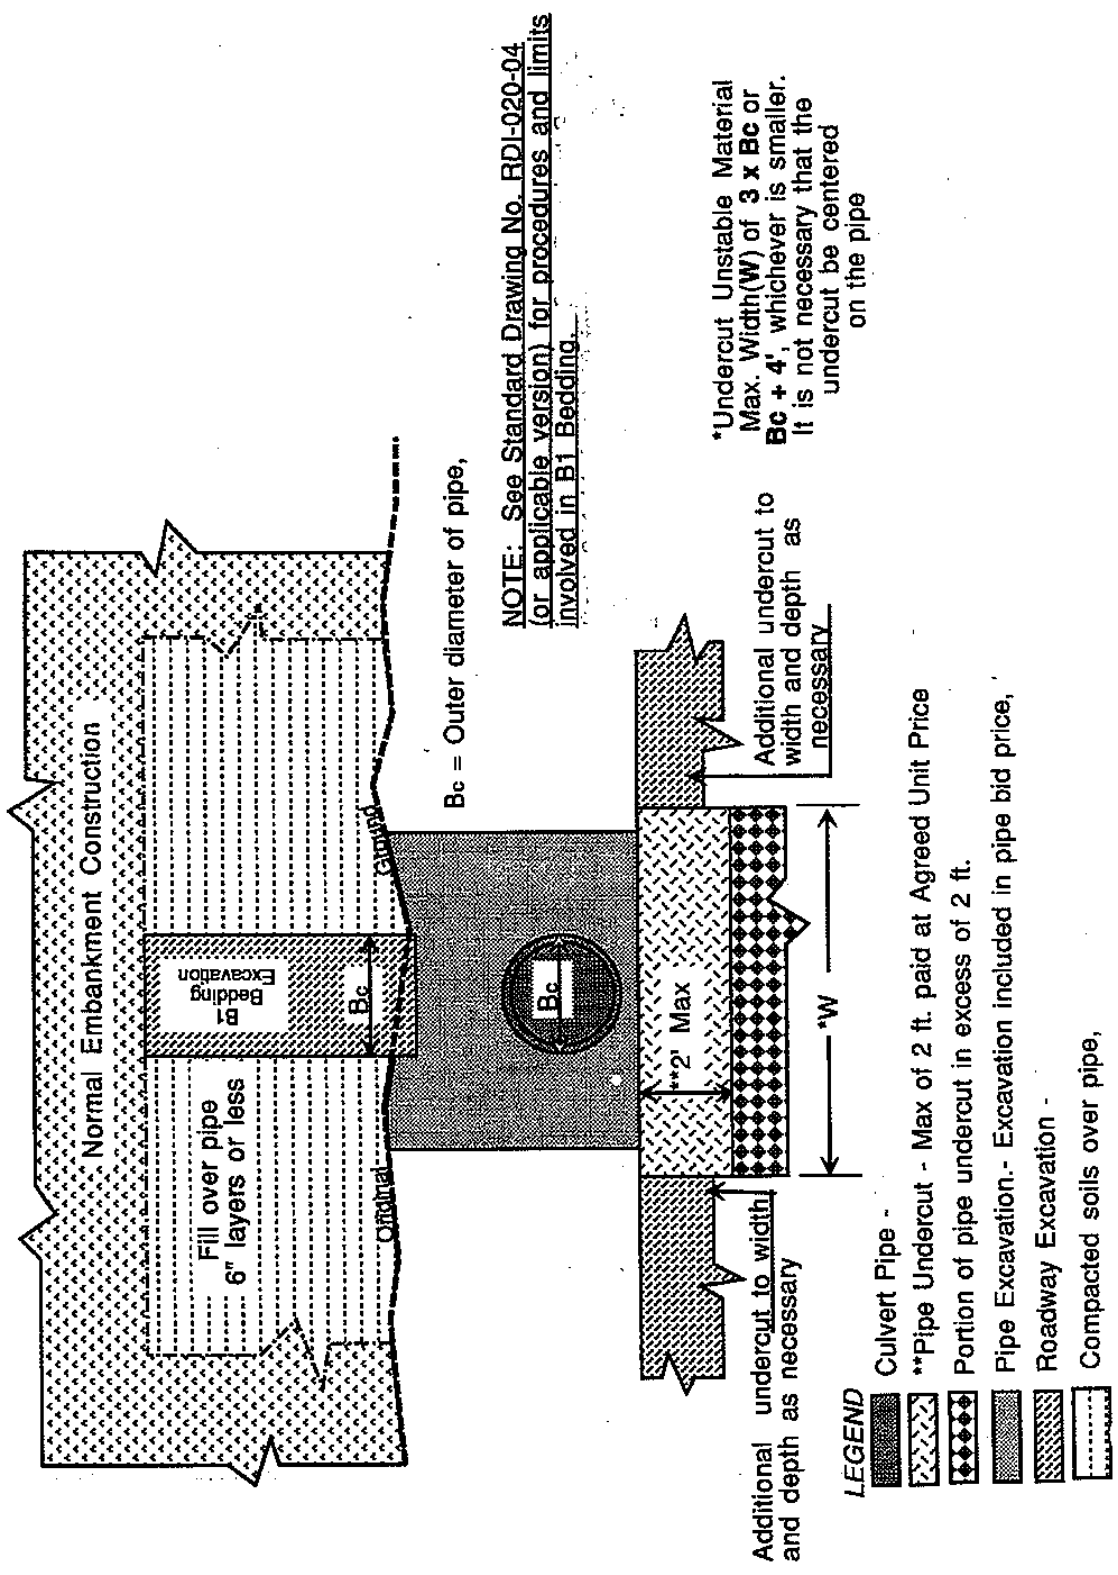 Normal Embankment Construction
Fill over pipe
6" layers or less
B1
Bedding
Excavation
Bc
Original
Ground
Bc = Outer diameter of pipe,
NOTE: See Standard Drawing No. RDI-020-04
(or applicable version) for procedures and limits
involved in B1 Bedding.
Bc
**2' Max
*W
Additional undercut to width
and depth as necessary
Additional undercut to
width and depth as
necessary
*Undercut Unstable Material
Max. Width(W) of 3 x Bc or
Bc + 4', whichever is smaller.
It is not necessary that the
undercut be centered
on the pipe
LEGEND
Culvert Pipe -
**Pipe Undercut - Max of 2 ft. paid at Agreed Unit Price
Portion of pipe undercut in excess of 2 ft.
Pipe Excavation.- Excavation included in pipe bid price,
Roadway Excavation -
Compacted soils over pipe,